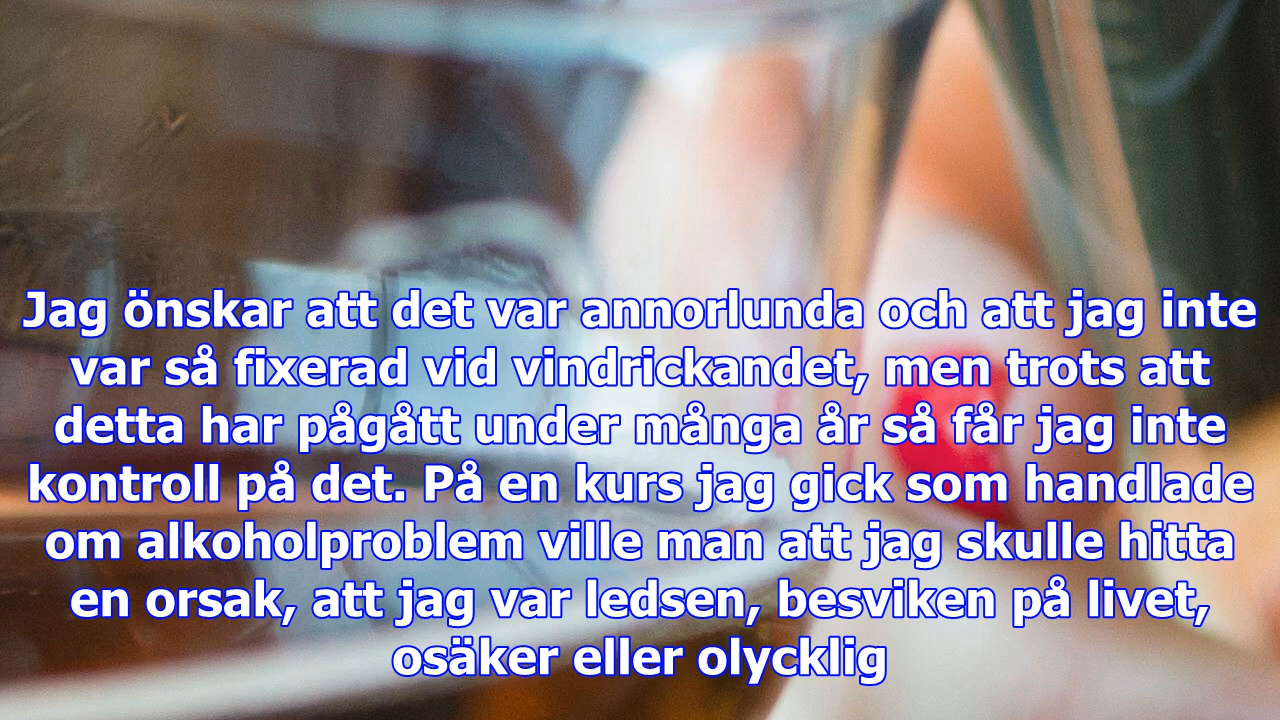 Jag önskar att det var annorlunda och att jag inte
var så fixerad vid vindrickandet, men trots att
detta har pågått under många år så får jag inte
kontroll på det. På en kurs jag gick som handlade
om alkoholproblem ville man att jag skulle hitta
en orsak, att jag var ledsen, besviken på livet,
osäker eller olycklig